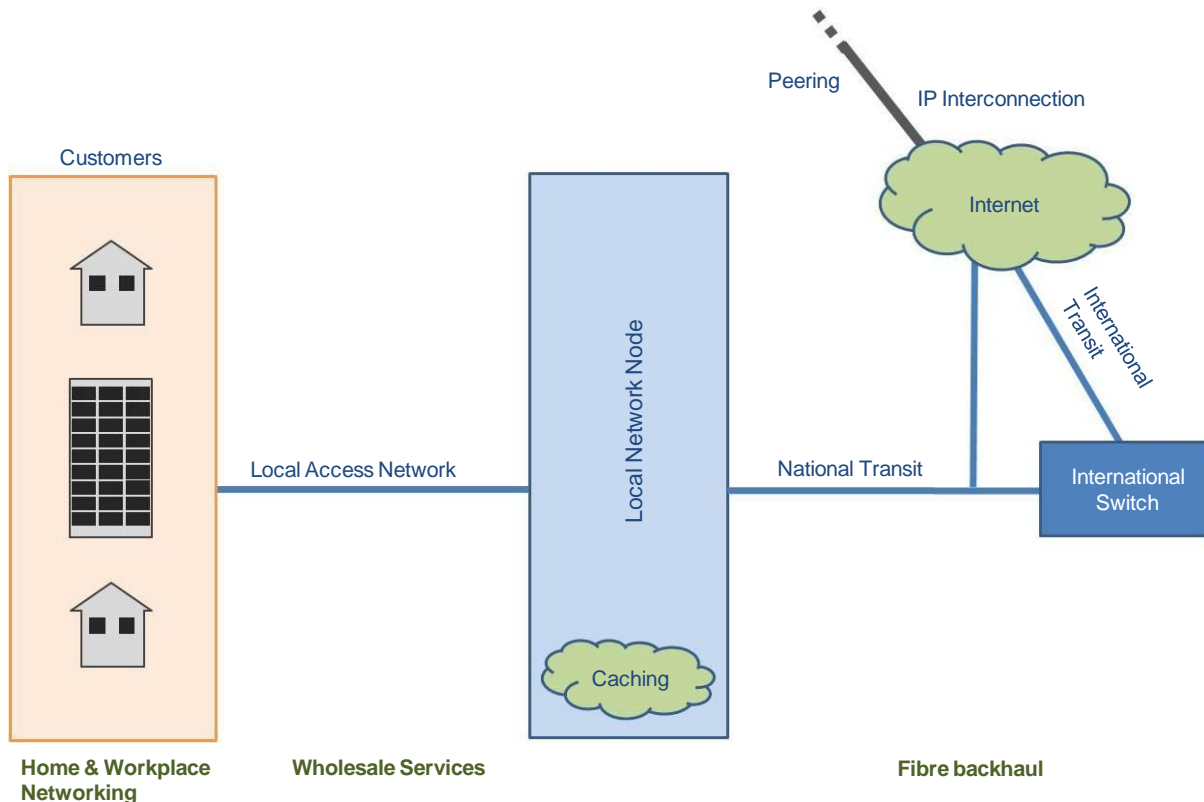 Peering
IP Interconnection
Customers
Internet
International
Transit
Local Network Node
Local Access Network
National Transit
International
Switch
Caching
Home & Workplace
Networking
Wholesale Services
Fibre backhaul